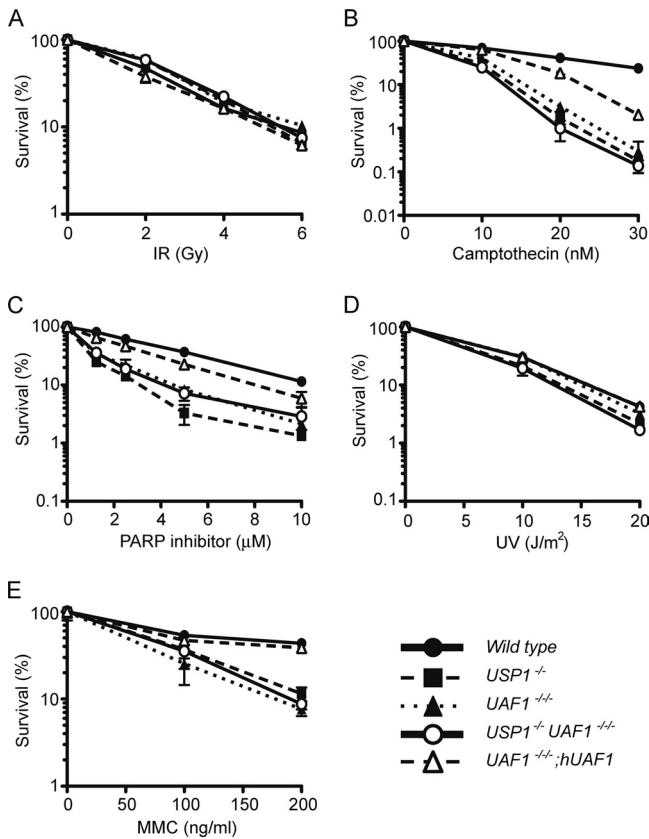 A
Survival (%)
100
10
1
0 2 4 6
IR (Gy)
B
Survival (%)
100
10
1
0.1
0.01
0 10 20 30
Camptothecin (nM)
C
Survival (%)
100
10
1
0.1
0 2 4 6 8 10
PARP inhibitor (μM)
D
Survival (%)
100
10
1
0.1
0 10 20
UV (J/m²)
E
Survival (%)
100
10
1
0 50 100 150 200
MMC (ng/ml)
Wild type
USP1 -/-
UAF1 -/-/-
USP1 -/- UAF1 -/-/-
UAF1 -/-/- ;hUAF1